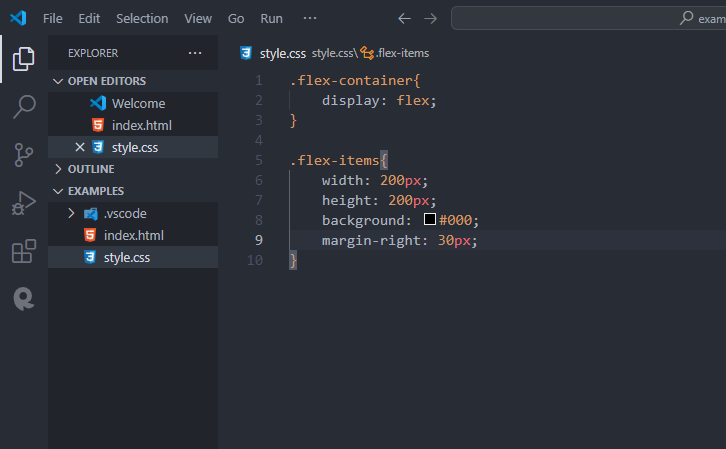 File Edit Selection View Go Run ···
exam
EXPLORER ···
OPEN EDITORS
Welcome
index.html
style.css
OUTLINE
EXAMPLES
.vscode
index.html
style.css
style.css style.css\ .flex-items
1 .flex-container{
2 display: flex;
3 }
4
5 .flex-items{
6 width: 200px;
7 height: 200px;
8 background: #000;
9 margin-right: 30px;
10 }